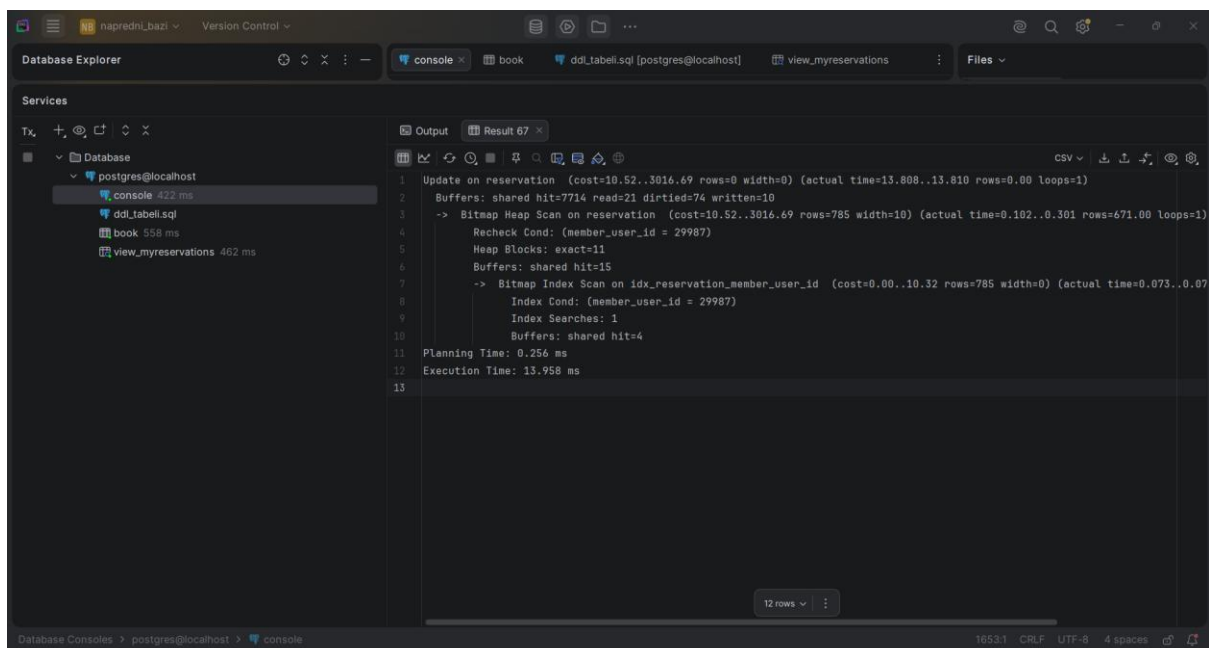 NB napredni_bazi Version Control
Database Explorer
console
book
ddl_tabeli.sql [postgres@localhost]
view_myreservations
Files
Services
Tx
Database
postgres@localhost
console 422 ms
ddl_tabeli.sql
book 558 ms
view_myreservations 462 ms
Output
Result 67
CSV
1 Update on reservation (cost=10.52..3016.69 rows=0 width=0) (actual time=13.808..13.810 rows=0.00 loops=1)
2 Buffers: shared hit=7714 read=21 dirtied=74 written=10
3 -> Bitmap Heap Scan on reservation (cost=10.52..3016.69 rows=785 width=10) (actual time=0.102..0.301 rows=671.00 loops=1)
4 Recheck Cond: (member_user_id = 29987)
5 Heap Blocks: exact=11
6 Buffers: shared hit=15
7 -> Bitmap Index Scan on idx_reservation_member_user_id (cost=0.00..10.32 rows=785 width=0) (actual time=0.073..0.07
8 Index Cond: (member_user_id = 29987)
9 Index Searches: 1
10 Buffers: shared hit=4
11 Planning Time: 0.256 ms
12 Execution Time: 13.958 ms
13
12 rows
Database Consoles > postgres@localhost > console
1653:1 CRLF UTF-8 4 spaces